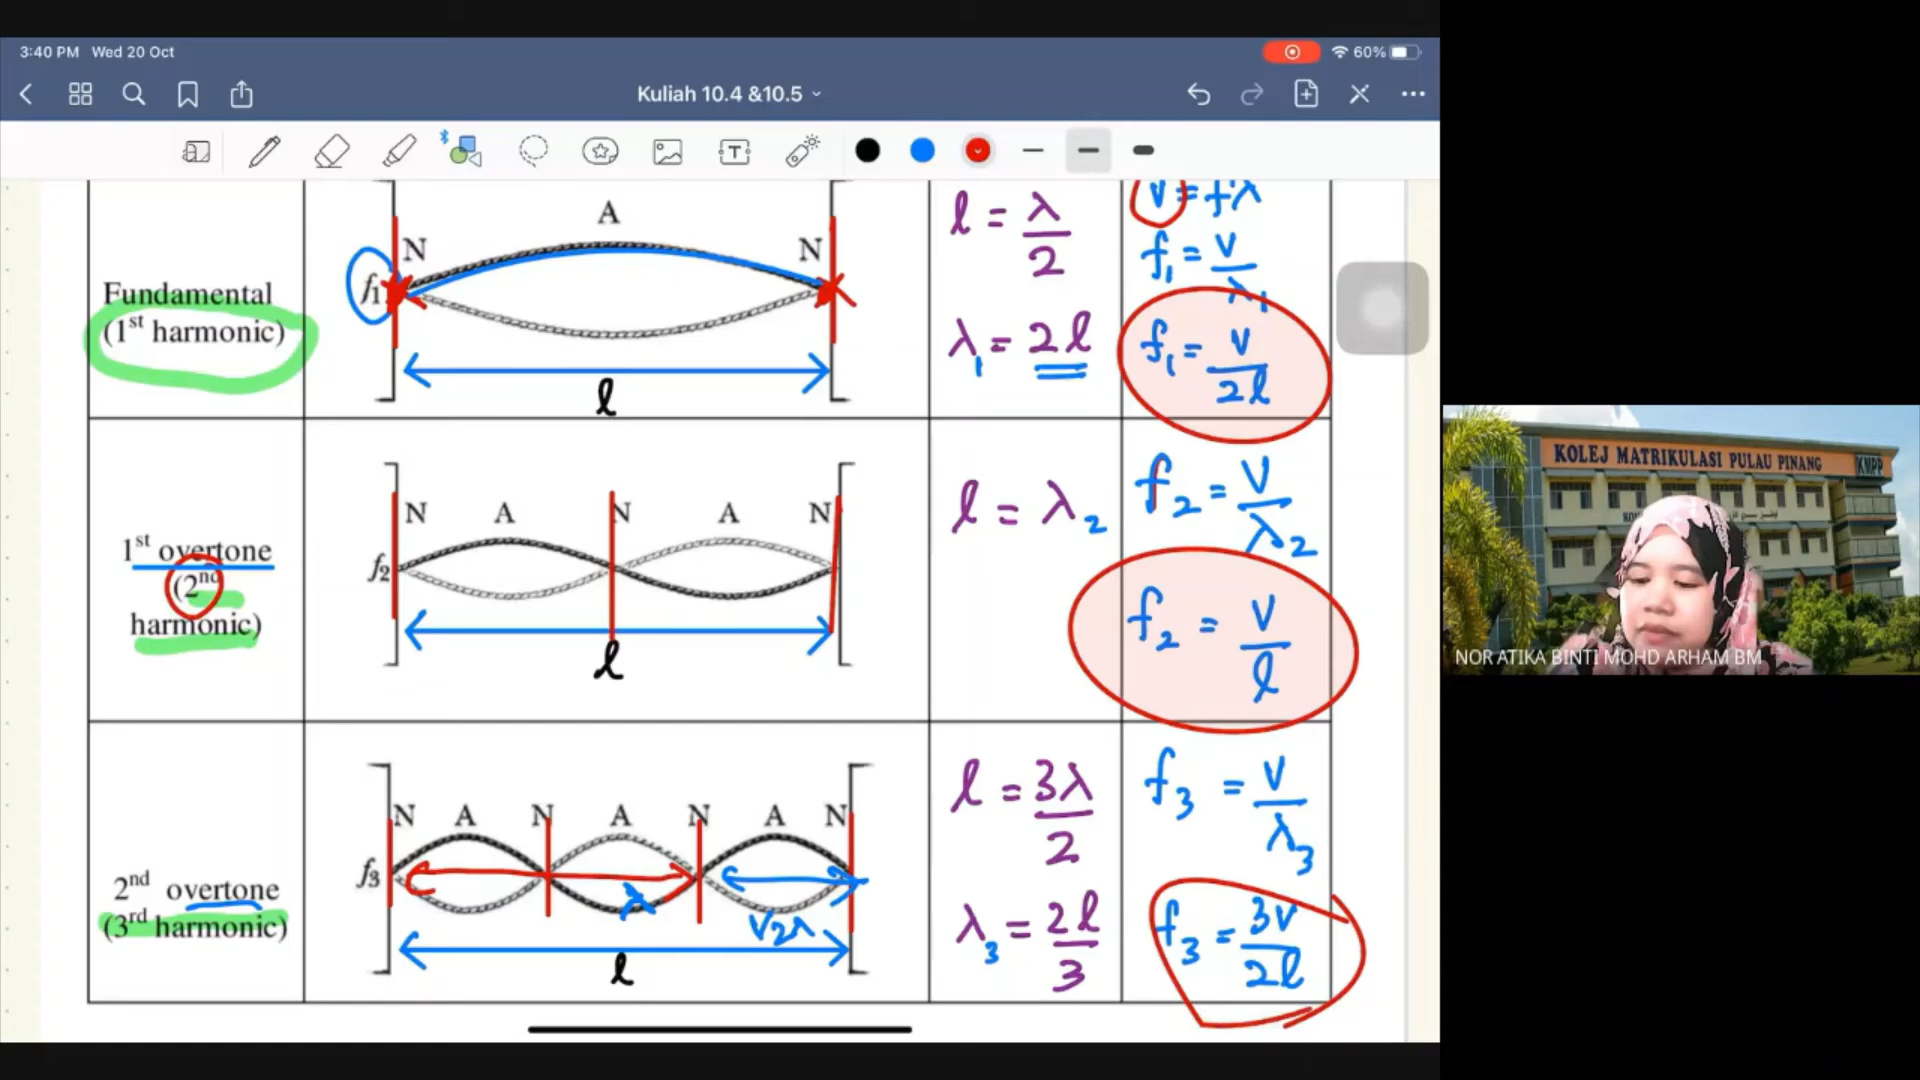 3:40 PM Wed 20 Oct
60%
Kuliah 10.4 &10.5
T
Fundamental
(1st harmonic)
A
N N
f1
l
l = λ/2
λ1 = 2l
v = fλ
f1 = v/λ1
f1 = v/2l
1st overtone
(2nd
harmonic)
N A N A N
f2
l
l = λ2
f2 = v/λ2
f2 = v/l
2nd overtone
(3rd harmonic)
N A N A N A N
f3
λ
1/2λ
l
l = 3λ/2
λ3 = 2l/3
f3 = v/λ3
f3 = 3v/2l
KOLEJ MATRIKULASI PULAU PINANG
KMPP
NOR ATIKA BINTI MOHD ARHAM BM